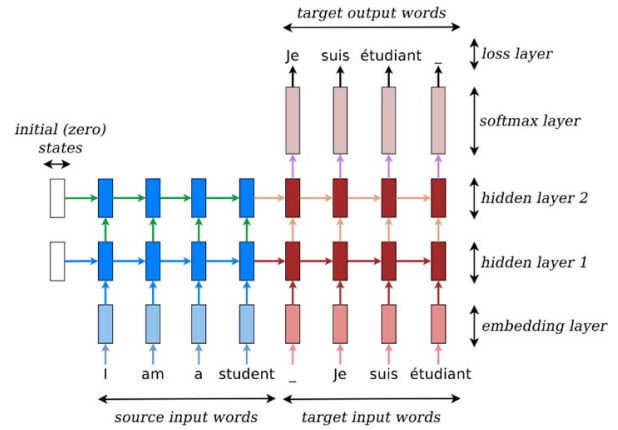 target output words
Je suis étudiant _
loss layer
softmax layer
initial (zero)
states
hidden layer 2
hidden layer 1
embedding layer
I am a student _ Je suis étudiant
source input words
target input words